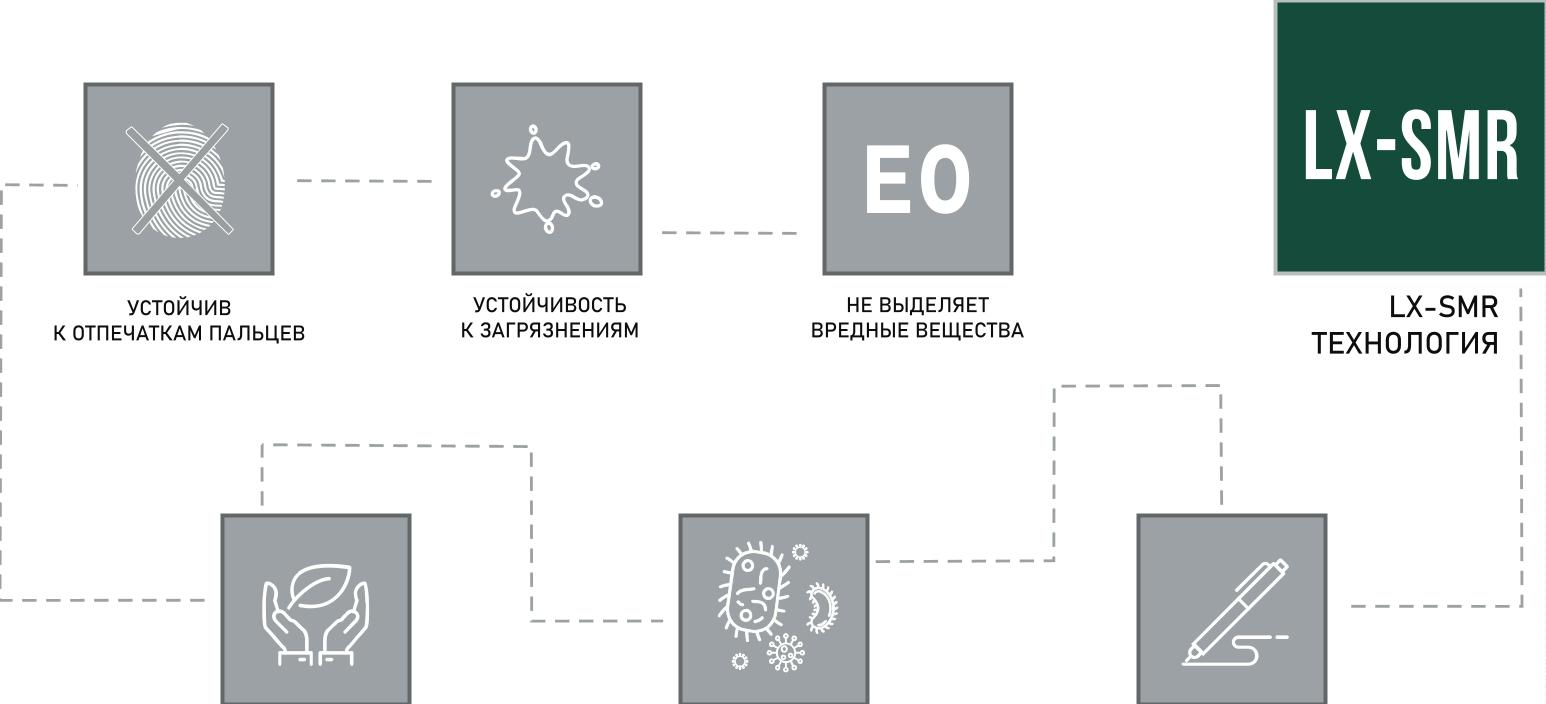 EO
LX-SMR
УСТОЙЧИВ
К ОТПЕЧАТКАМ ПАЛЬЦЕВ
УСТОЙЧИВОСТЬ
К ЗАГРЯЗНЕНИЯМ
НЕ ВЫДЕЛЯЕТ
ВРЕДНЫЕ ВЕЩЕСТВА
LX-SMR
ТЕХНОЛОГИЯ